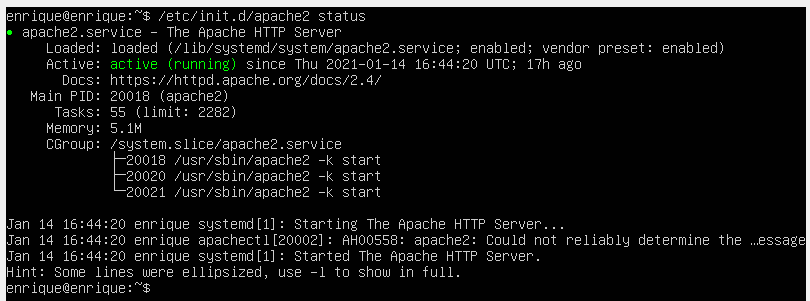 enrique@enrique:~$ /etc/init.d/apache2 status
● apache2.service – The Apache HTTP Server
Loaded: loaded (/lib/systemd/system/apache2.service; enabled; vendor preset: enabled)
Active: active (running) since Thu 2021-01-14 16:44:20 UTC; 17h ago
Docs: https://httpd.apache.org/docs/2.4/
Main PID: 20018 (apache2)
Tasks: 55 (limit: 2282)
Memory: 5.1M
CGroup: /system.slice/apache2.service
├─20018 /usr/sbin/apache2 -k start
├─20020 /usr/sbin/apache2 -k start
└─20021 /usr/sbin/apache2 -k start
Jan 14 16:44:20 enrique systemd[1]: Starting The Apache HTTP Server...
Jan 14 16:44:20 enrique apachectl[20002]: AH00558: apache2: Could not reliably determine the …essage
Jan 14 16:44:20 enrique systemd[1]: Started The Apache HTTP Server.
Hint: Some lines were ellipsized, use -l to show in full.
enrique@enrique:~$